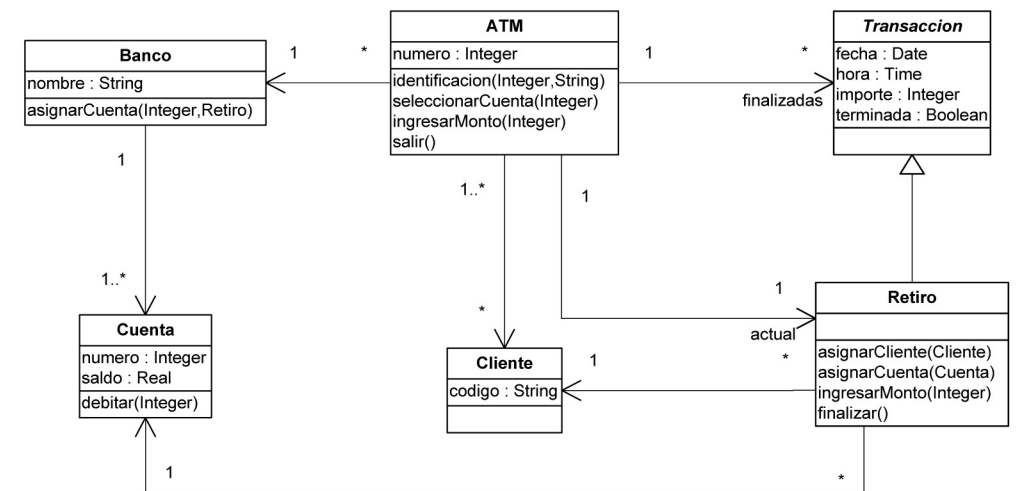 Banco
nombre : String
asignarCuenta(Integer,Retiro)
1
*
ATM
numero : Integer
identificacion(Integer,String)
seleccionarCuenta(Integer)
ingresarMonto(Integer)
salir()
1
*
finalizadas
Transaccion
fecha : Date
hora : Time
importe : Integer
terminada : Boolean
1
1..*
1
1..*
*
1
actual
Cuenta
numero : Integer
saldo : Real
debitar(Integer)
Cliente
codigo : String
1
*
Retiro
asignarCliente(Cliente)
asignarCuenta(Cuenta)
ingresarMonto(Integer)
finalizar()
1
*